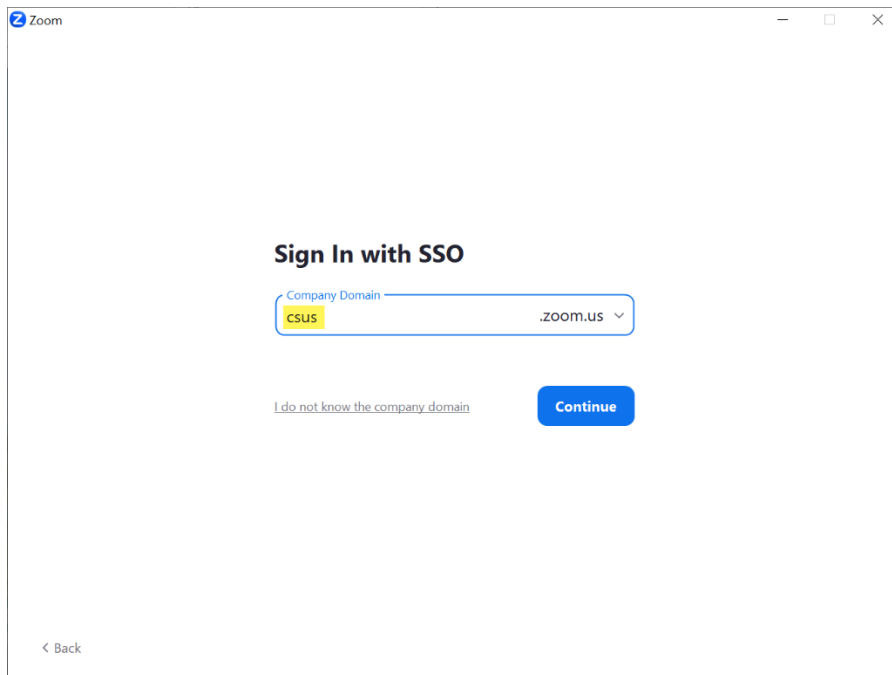 Zoom
Sign In with SSO
Company Domain
csus .zoom.us
I do not know the company domain Continue
Back